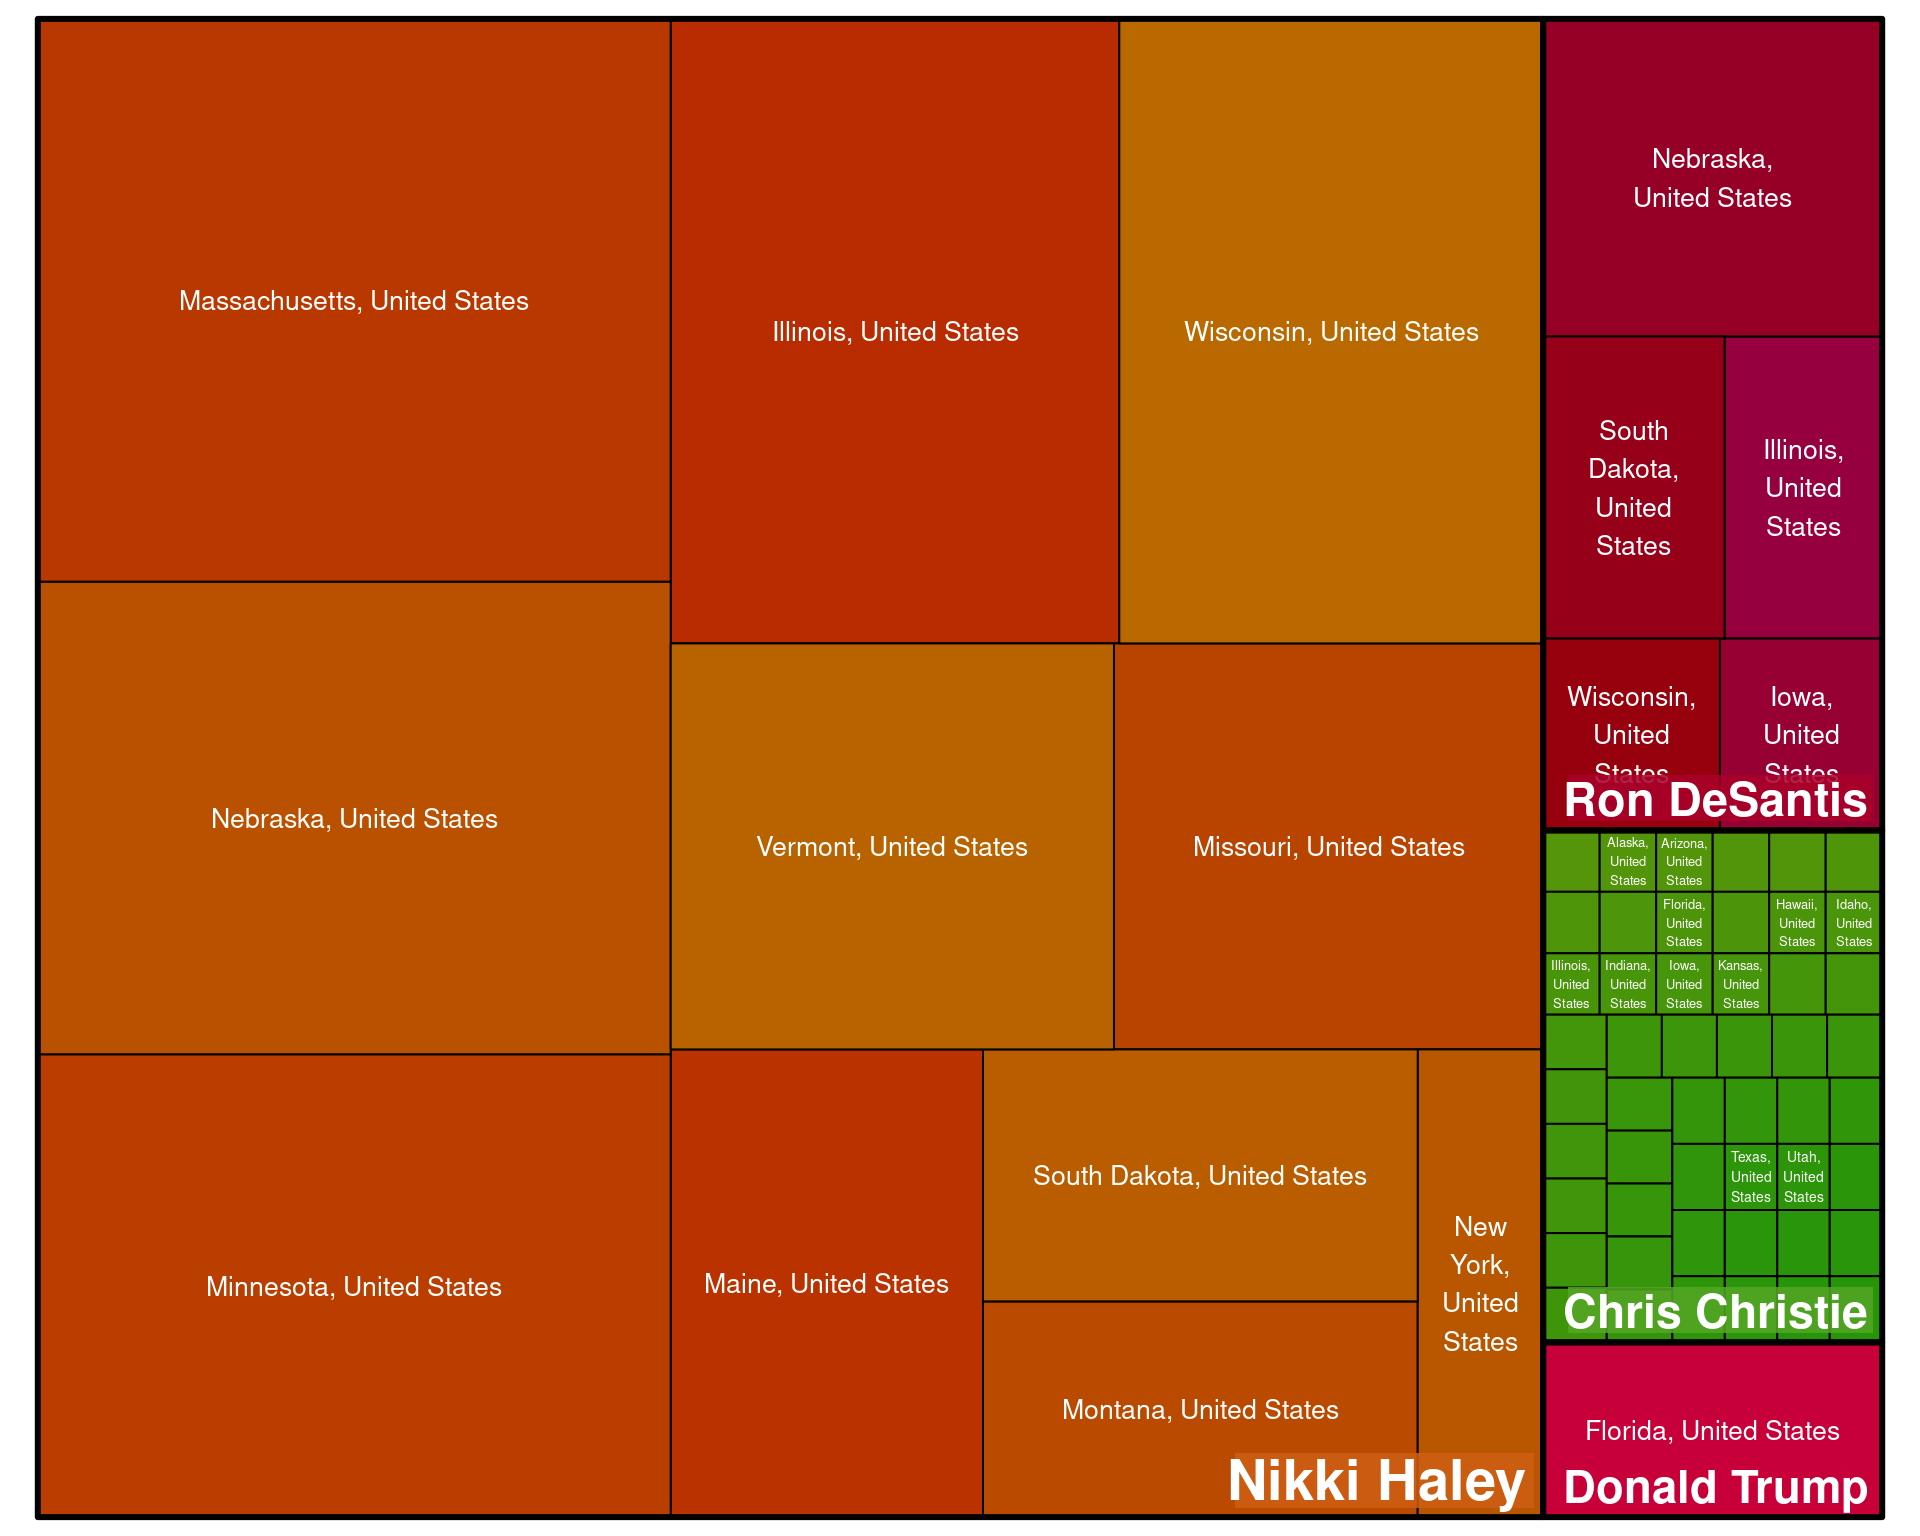 Massachusetts, United States
Nebraska, United States
Minnesota, United States
Illinois, United States
Wisconsin, United States
Vermont, United States
Missouri, United States
Maine, United States
South Dakota, United States
Montana, United States
New
York,
United
States
Nikki Haley
Nebraska,
United States
South
Dakota,
United
States
Illinois,
United
States
Wisconsin,
United
States
Iowa,
United
States
Ron DeSantis
Alaska,
United
States
Arizona,
United
States
Florida,
United
States
Hawaii,
United
States
Idaho,
United
States
Illinois,
United
States
Indiana,
United
States
Iowa,
United
States
Kansas,
United
States
Texas,
United
States
Utah,
United
States
Chris Christie
Florida, United States
Donald Trump